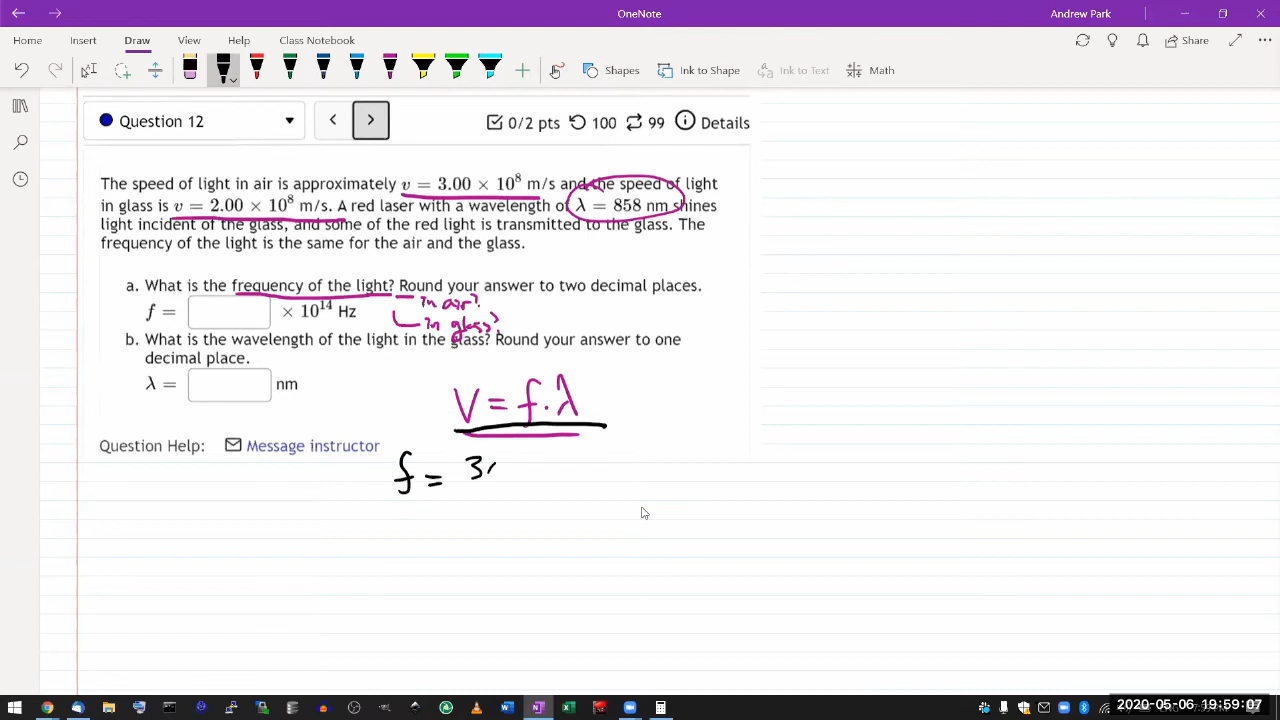 OneNote
Andrew Park
Home Insert Draw View Help Class Notebook
Share
Shapes Ink to Shape Ink to Text Math
Question 12
0/2 pts 100 99 Details
The speed of light in air is approximately v = 3.00 × 10⁸ m/s and the speed of light
in glass is v = 2.00 × 10⁸ m/s. A red laser with a wavelength of λ = 858 nm shines
light incident of the glass, and some of the red light is transmitted to the glass. The
frequency of the light is the same for the air and the glass.
a. What is the frequency of the light? Round your answer to two decimal places.
in air?
f = × 10¹⁴ Hz
in glass?
b. What is the wavelength of the light in the glass? Round your answer to one
decimal place.
λ = nm
V = f · λ
Question Help: Message instructor
f = 3
2020-05-06 19:59:07